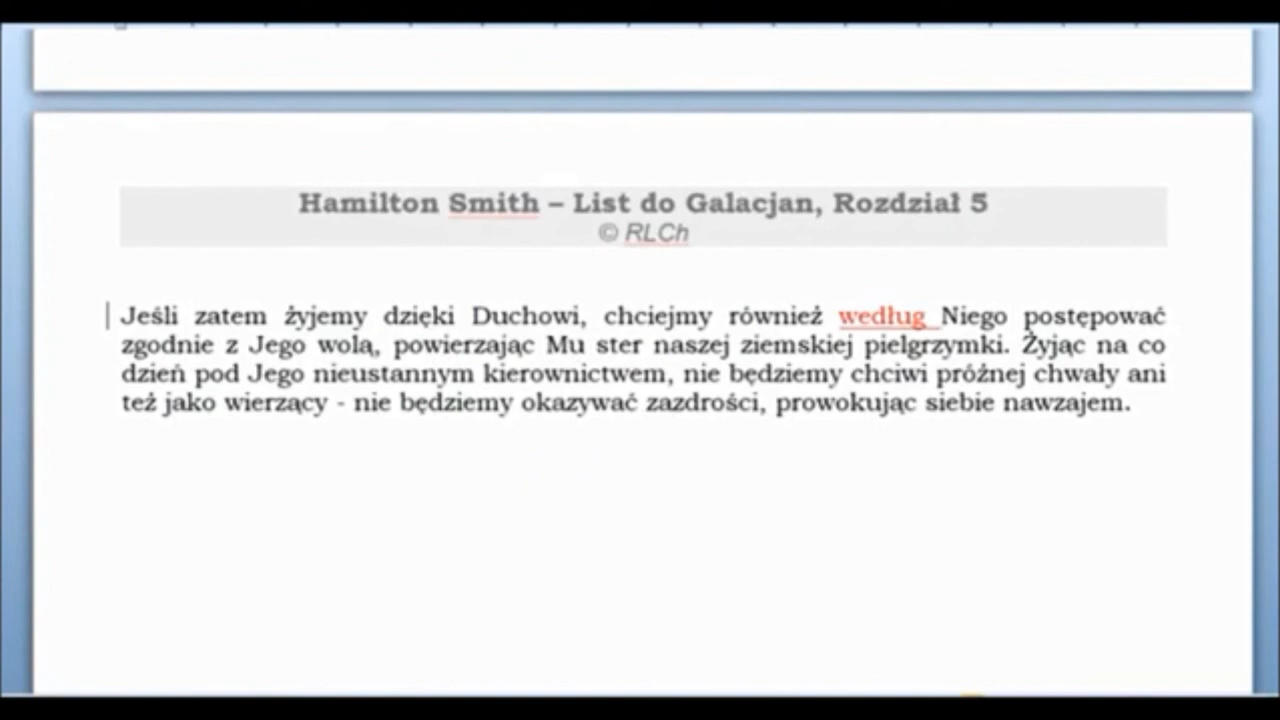 Hamilton Smith – List do Galacjan, Rozdział 5
© RLCh
Jeśli zatem żyjemy dzięki Duchowi, chciejmy również według Niego postępować
zgodnie z Jego wolą, powierzając Mu ster naszej ziemskiej pielgrzymki. Żyjąc na co
dzień pod Jego nieustannym kierownictwem, nie będziemy chciwi próżnej chwały ani
też jako wierzący - nie będziemy okazywać zazdrości, prowokując siebie nawzajem.